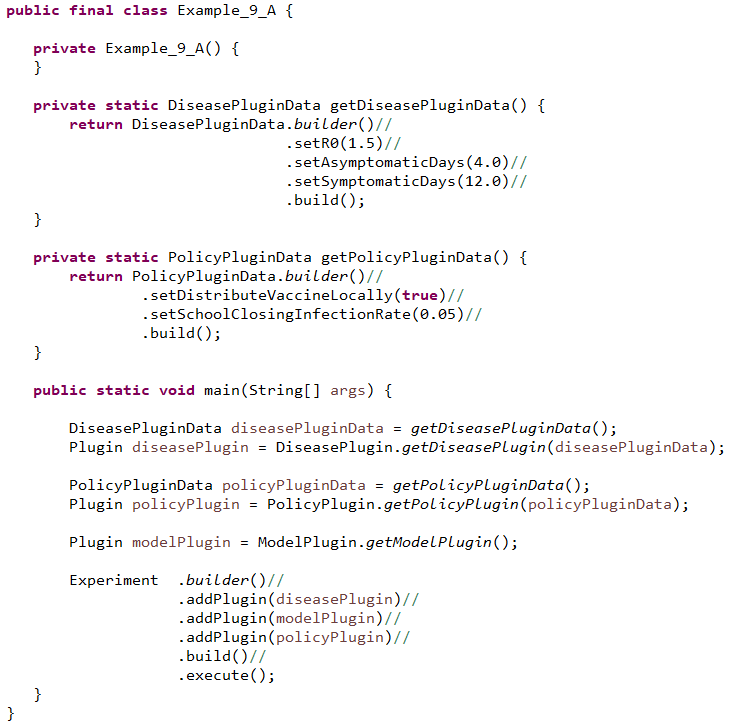 public final class Example_9_A {
private Example_9_A() {
}
private static DiseasePluginData getDiseasePluginData() {
return DiseasePluginData.builder()//
.setR0(1.5)//
.setAsymptomaticDays(4.0)//
.setSymptomaticDays(12.0)//
.build();
}
private static PolicyPluginData getPolicyPluginData() {
return PolicyPluginData.builder()//
.setDistributeVaccineLocally(true)//
.setSchoolClosingInfectionRate(0.05)//
.build();
}
public static void main(String[] args) {
DiseasePluginData diseasePluginData = getDiseasePluginData();
Plugin diseasePlugin = DiseasePlugin.getDiseasePlugin(diseasePluginData);
PolicyPluginData policyPluginData = getPolicyPluginData();
Plugin policyPlugin = PolicyPlugin.getPolicyPlugin(policyPluginData);
Plugin modelPlugin = ModelPlugin.getModelPlugin();
Experiment .builder()//
.addPlugin(diseasePlugin)//
.addPlugin(modelPlugin)//
.addPlugin(policyPlugin)//
.build()//
.execute();
}
}